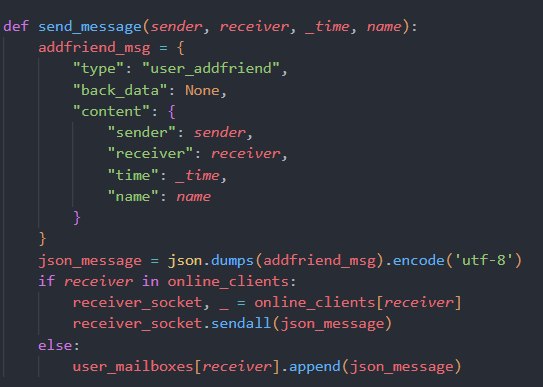 def send_message(sender, receiver, _time, name):
    addfriend_msg = {
        "type": "user_addfriend",
        "back_data": None,
        "content": {
            "sender": sender,
            "receiver": receiver,
            "time": _time,
            "name": name
        }
    }
    json_message = json.dumps(addfriend_msg).encode('utf-8')
    if receiver in online_clients:
        receiver_socket, _ = online_clients[receiver]
        receiver_socket.sendall(json_message)
    else:
        user_mailboxes[receiver].append(json_message)